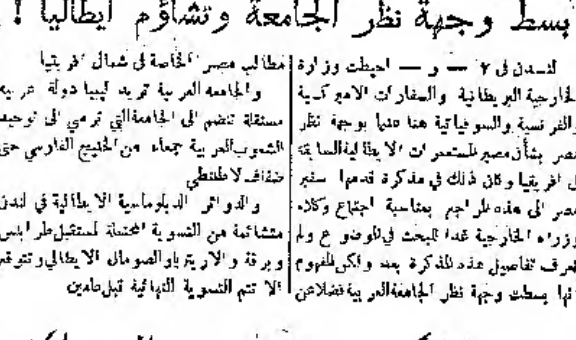 بسط وجهة نظر الجامعة وتشاؤم ايطاليا !
لندن في ٢ — ر — احيطت وزارة
الخارجية البريطانية والسفارات الاميركية
والفرنسية والسوفياتية هنا علما بوجهة نظر
مصر بشأن مصير المستعمرات الايطالية السابقة
في افريقيا وكان ذلك في مذكرة قدمها سفير
مصر الى هذه المراجع بمناسبة اجتماع وكلاء
وزراء الخارجية غدا للبحث في الموضوع ولم
تعرف تفاصيل هذه المذكرة بعد ولكن المفهوم
انها بسطت وجهة نظر الجامعة العربية فضلا عن
مطالب مصر الخاصة في شمال افريقيا
والجامعه العربية تريد ليبيا دولة عربية
مستقلة تنضم الى الجامعة التي ترمي الى توحيد
الشعوب العربية جمعاء من الخليج الفارسي حتى
ضفاف الاطلنطي
والدوائر الدبلوماسية الايطالية في لندن
متشائمة من التسوية المحتملة لمستقبل طرابلس
وبرقة والاريتريا والصومال الايطالي وتتوقع
الا تتم التسوية النهائية قبل عامين